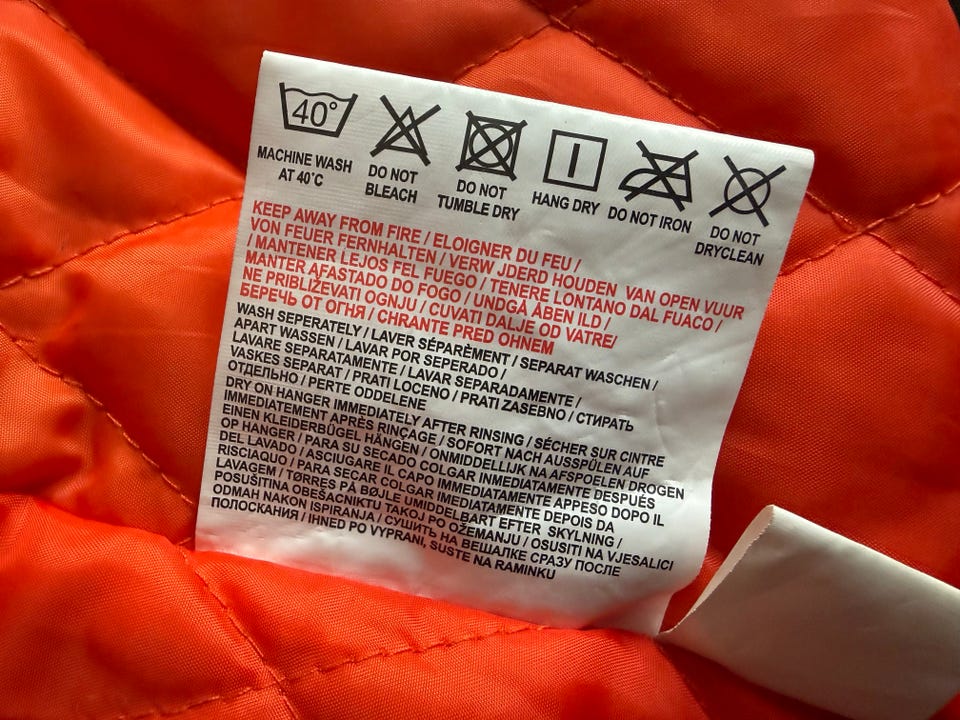 40°
MACHINE WASH
AT 40°C
DO NOT
BLEACH
DO NOT
TUMBLE DRY
HANG DRY
DO NOT IRON
DO NOT
DRYCLEAN
KEEP AWAY FROM FIRE / ELOIGNER DU FEU /
VON FEUER FERNHALTEN / VERW JDERD HOUDEN VAN OPEN VUUR
/ MANTENER LEJOS FEL FUEGO / TENERE LONTANO DAL FUACO /
MANTER AFASTADO DO FOGO / UNDGÅ ÅBEN ILD /
NE PRIBLIŽEVATI OGNJU / CUVATI DALJE OD VATRE/
БЕРЕЧЬ ОТ ОГНЯ / CHRANTE PRED OHNEM
WASH SEPERATELY / LAVER SÉPARÈMENT / SEPARAT WASCHEN /
APART WASSEN / LAVAR POR SEPERADO /
LAVARE SEPARATAMENTE / LAVAR SEPARADAMENTE /
VASKES SEPARAT / PRATI LOCENO / PRATI ZASEBNO / СТИРАТЬ
ОТДЕЛЬНО / PERTE ODDELENE
DRY ON HANGER IMMEDIATELY AFTER RINSING / SÉCHER SUR CINTRE
IMMEDIATEMENT APRÈS RINÇAGE / SOFORT NACH AUSSPÜLEN AUF
EINEN KLEIDERBÜGEL HÄNGEN / ONMIDDELLIJK NA AFSPOELEN DROGEN
OP HANGER / PARA SU SECADO COLGAR INMEDIATAMENTE DESPUÉS
DEL LAVADO / ASCIUGARE IL CAPO IMMEDIATAMENTE APPESO DOPO IL
RISCIAQUO / PARA SECAR COLGAR IMEDIATAMENTE DEPOIS DA
LAVAGEM / TØRRES PÅ BØJLE UMIDDELBART EFTER SKYLNING /
POSUŠITINA OBEŠACNIKTU TAKOJ PO OŽEMANJU / OSUSITI NA VJESALICI
ODMAH NAKON ISPIRANJA / СУШИТЬ НА ВЕШАЛКЕ СРАЗУ ПОСЛЕ
ПОЛОСКАНИЯ / IHNED PO VYPRANI, SUSTE NA RAMINKU